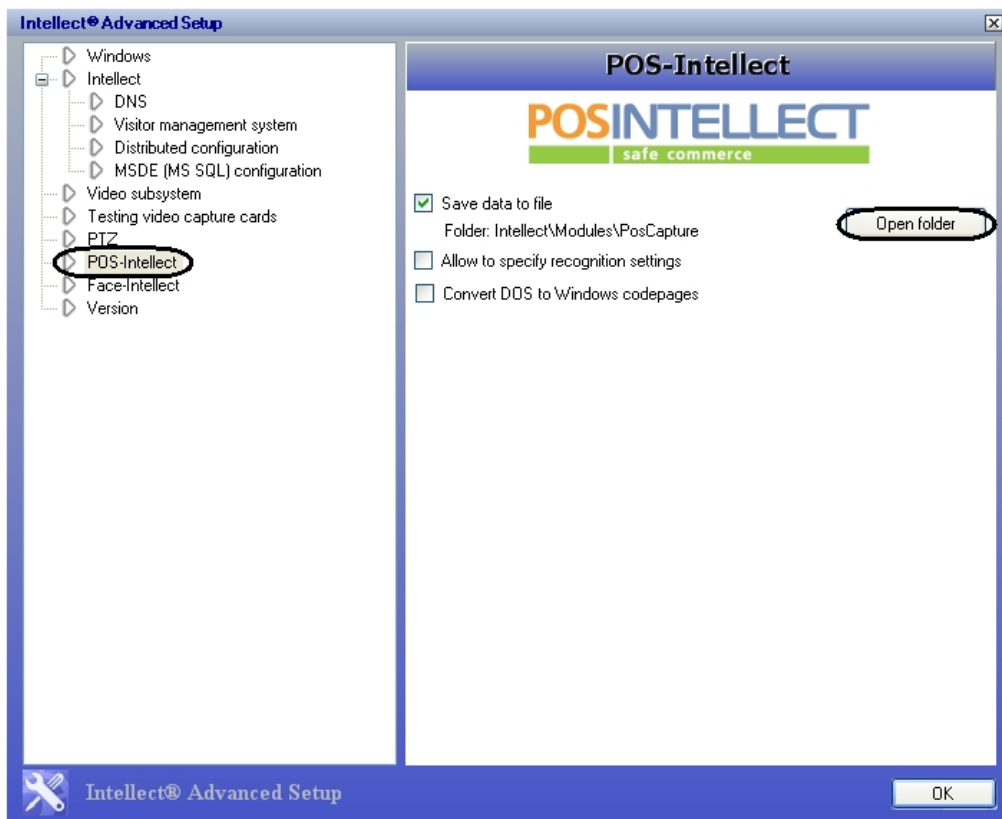 Intellect® Advanced Setup
Windows
Intellect
DNS
Visitor management system
Distributed configuration
MSDE (MS SQL) configuration
Video subsystem
Testing video capture cards
PTZ
POS-Intellect
Face-Intellect
Version
POS-Intellect
POSINTELLECT
safe commerce
Save data to file
Folder: Intellect\Modules\PosCapture
Open folder
Allow to specify recognition settings
Convert DOS to Windows codepages
Intellect® Advanced Setup
OK